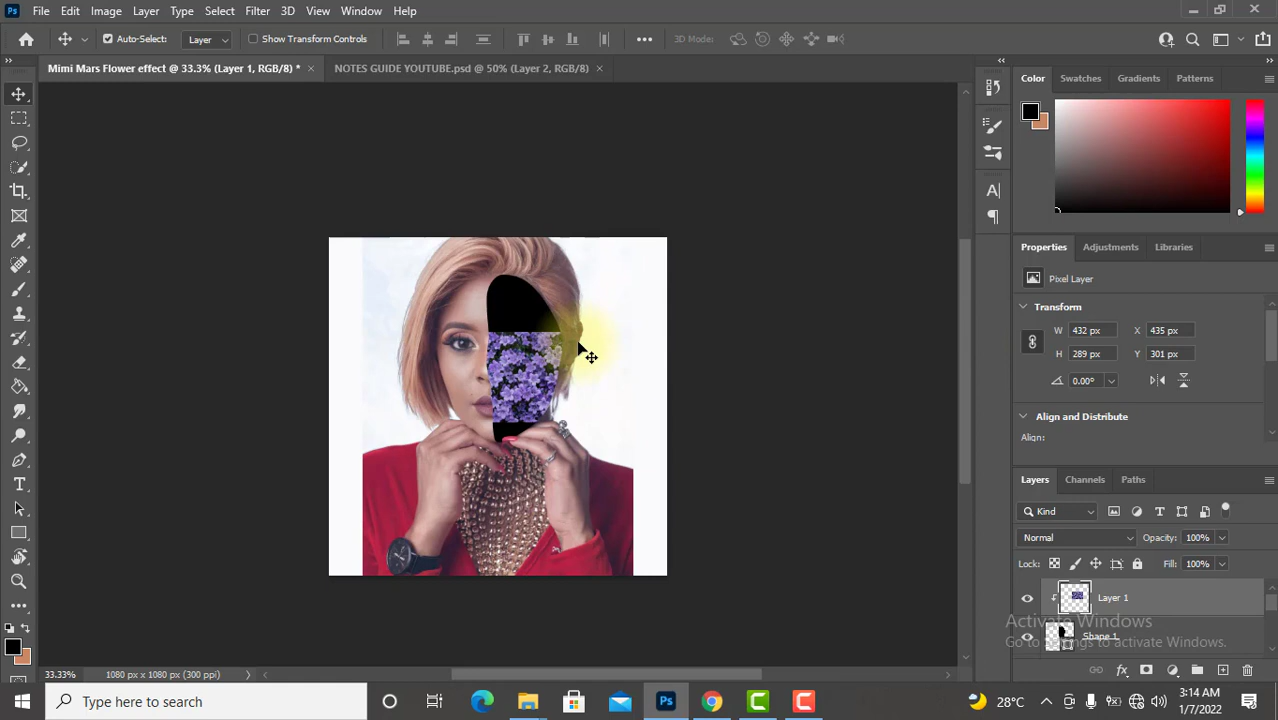 Ps File Edit Image Layer Type Select Filter 3D View Window Help
Auto-Select: Layer Show Transform Controls ••• 3D Mode:
Mimi Mars Flower effect @ 33.3% (Layer 1, RGB/8) * × NOTES GUIDE YOUTUBE.psd @ 50% (Layer 2, RGB/8) ×
Color Swatches Gradients Patterns
Properties Adjustments Libraries
Pixel Layer
Transform
W 432 px X 435 px
H 289 px Y 301 px
0.00°
Align and Distribute
Align:
Layers Channels Paths
Kind
Normal Opacity: 100%
Lock: Fill: 100%
Layer 1
Activate Windows
Shape 1
Go to Settings to activate Windows.
33.33% 1080 px x 1080 px (300 ppi)
Type here to search
Ps
28°C
3:14 AM
1/7/2022